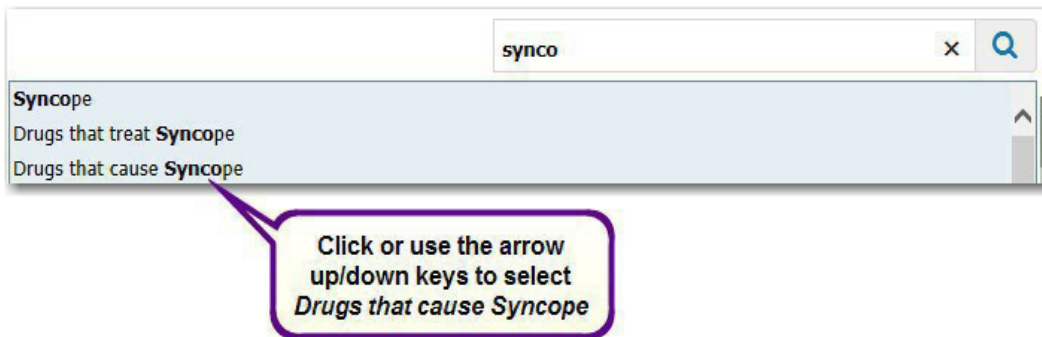 synco
Syncope
Drugs that treat Syncope
Drugs that cause Syncope
Click or use the arrow
up/down keys to select
Drugs that cause Syncope